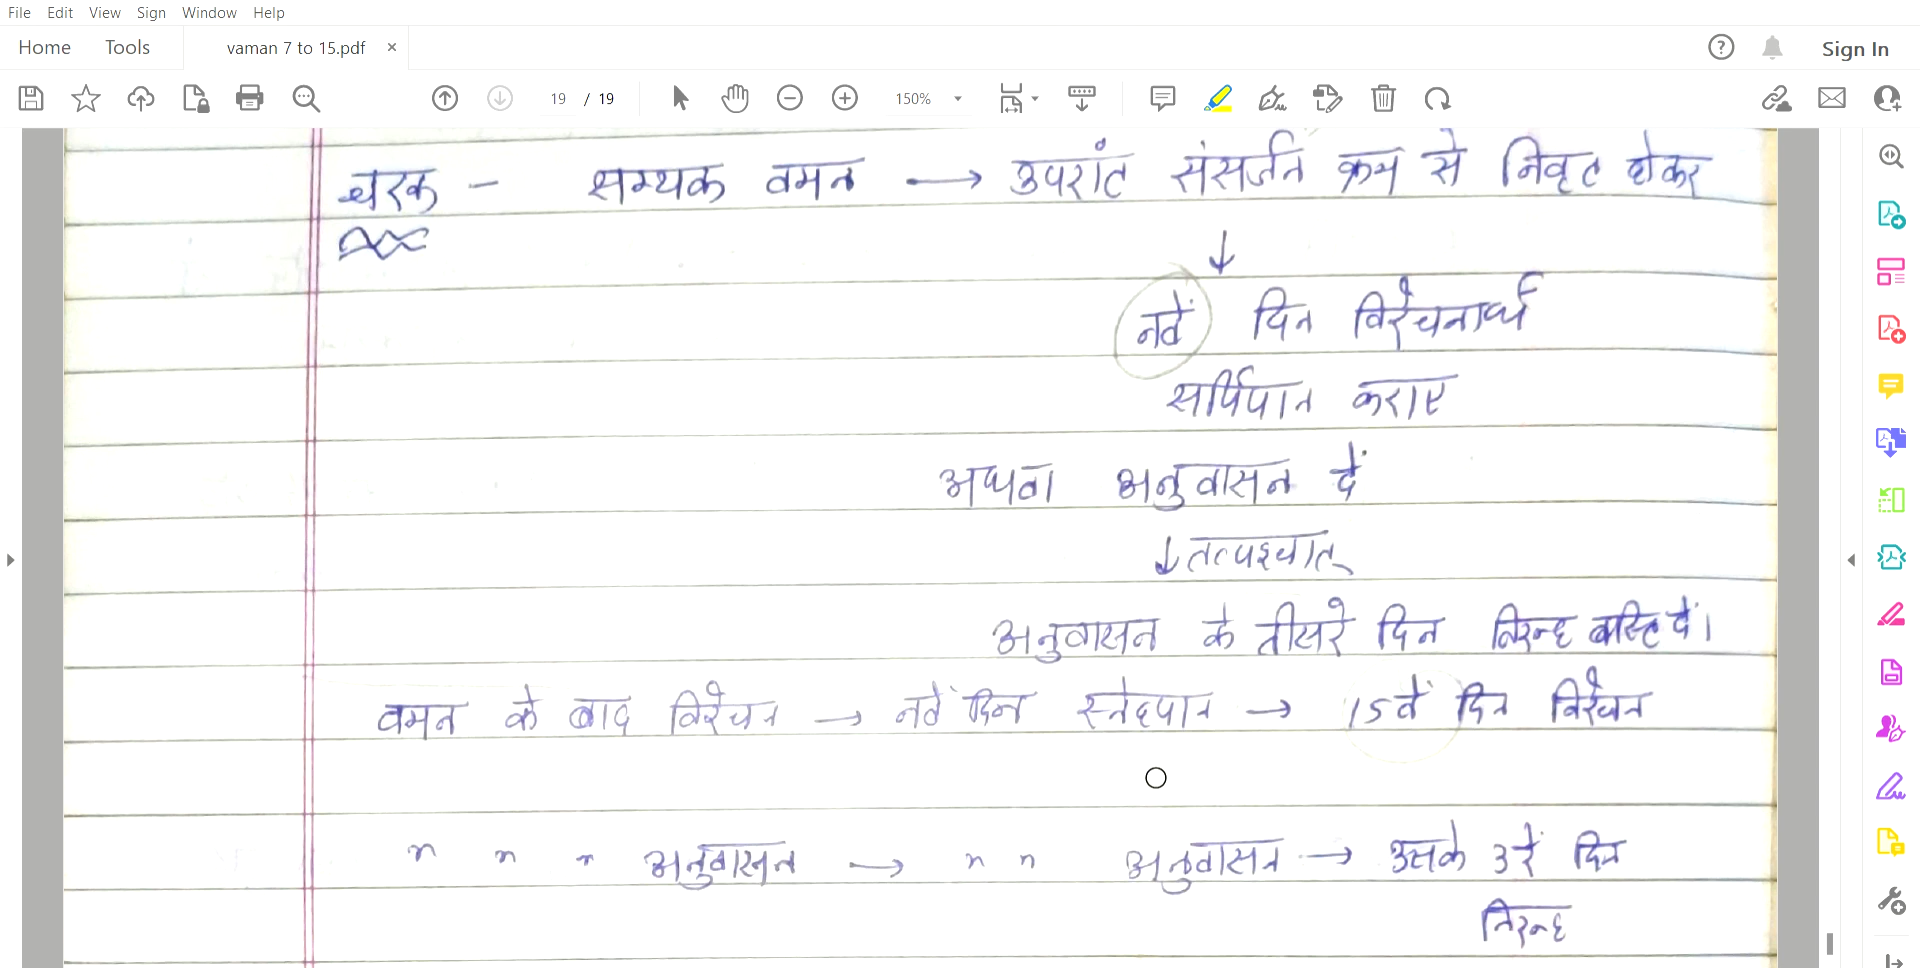 File Edit View Sign Window Help
Home Tools vaman 7 to 15.pdf × ? Sign In
19 / 19 150%
चरक - सम्यक वमन → उपरांत संसर्जन क्रम से निवृत होकर
↓
नवें दिन विरेचनार्थ
सर्पिपान कराए
अथवा अनुवासन दें
↓ तत्पश्चात्
अनुवासन के तीसरे दिन निरूह बस्ति दें।
वमन के बाद विरेचन → नवें दिन स्नेहपान → 15वें दिन विरेचन
" " " अनुवासन → " " अनुवासन → उसके 3रें दिन
निरूह